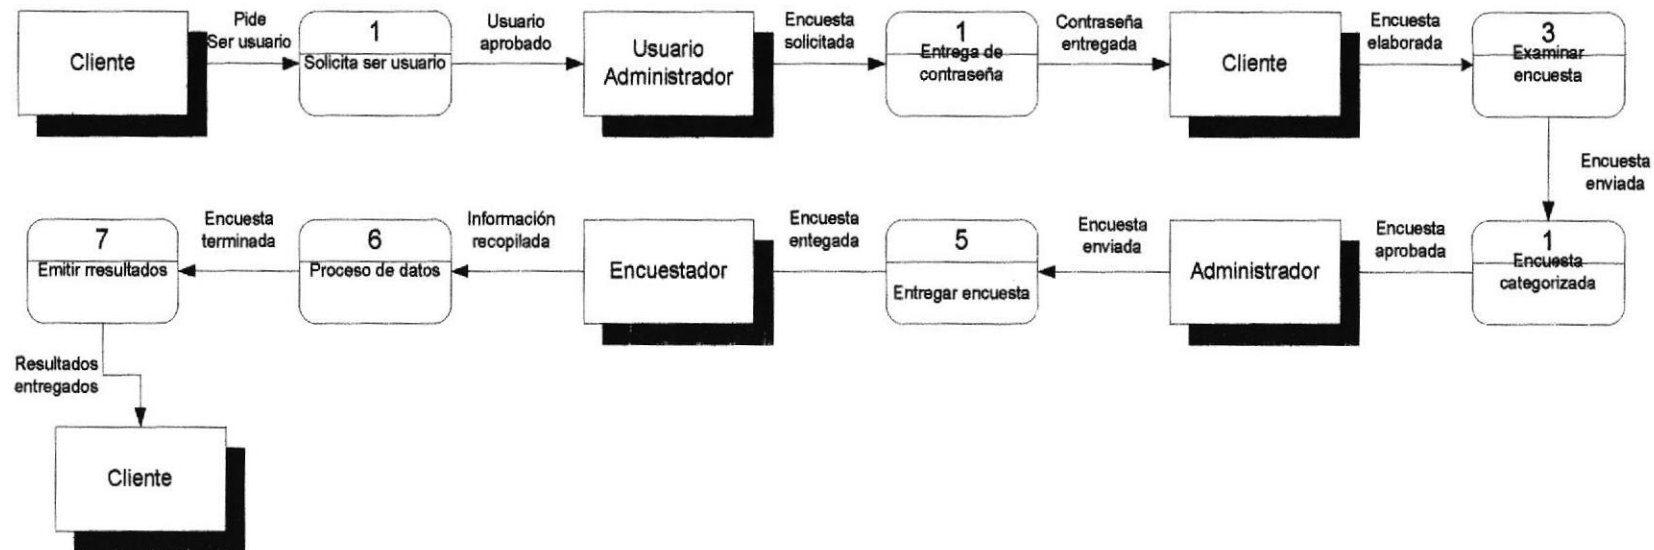 Cliente
Pide
Ser usuario
1
Solicita ser usuario
Usuario
aprobado
Usuario
Administrador
Encuesta
solicitada
1
Entrega de
contraseña
Contraseña
entregada
Cliente
Encuesta
elaborada
3
Examinar
encuesta
Encuesta
enviada
1
Encuesta
categorizada
Encuesta
aprobada
Administrador
Encuesta
enviada
5
Entregar encuesta
Encuesta
entegada
Encuestador
Información
recopilada
6
Proceso de datos
Encuesta
terminada
7
Emitir rresultados
Resultados
entregados
Cliente